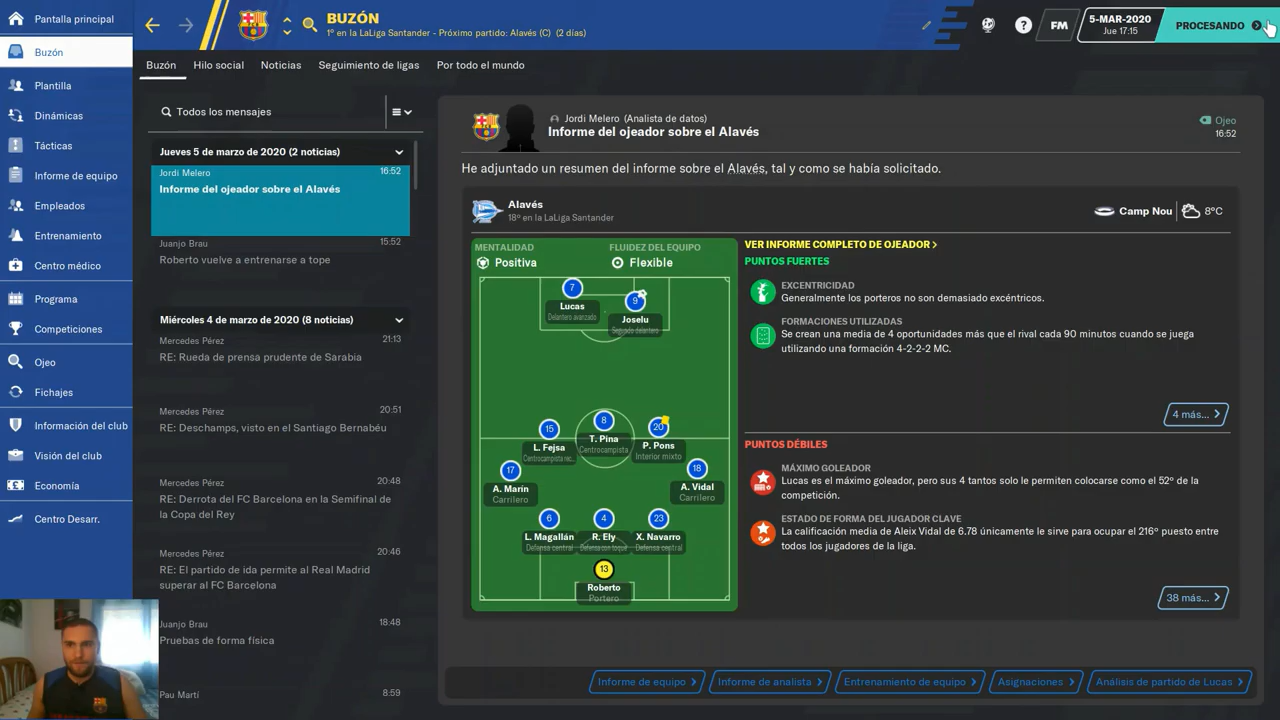 Pantalla principal
Buzón
Plantilla
Dinámicas
Tácticas
Informe de equipo
Empleados
Entrenamiento
Centro médico
Programa
Competiciones
Ojeo
Fichajes
Información del club
Visión del club
Economía
Centro Desarr.
BUZÓN
1º en la LaLiga Santander - Próximo partido: Alavés (C) (2 días)
FM
5-MAR-2020
Jue 17:15
PROCESANDO
Buzón
Hilo social
Noticias
Seguimiento de ligas
Por todo el mundo
Todos los mensajes
Jueves 5 de marzo de 2020 (2 noticias)
Jordi Melero 16:52
Informe del ojeador sobre el Alavés
Juanjo Brau 15:52
Roberto vuelve a entrenarse a tope
Miércoles 4 de marzo de 2020 (8 noticias)
Mercedes Pérez 21:13
RE: Rueda de prensa prudente de Sarabia
Mercedes Pérez 20:51
RE: Deschamps, visto en el Santiago Bernabéu
Mercedes Pérez 20:48
RE: Derrota del FC Barcelona en la Semifinal de
la Copa del Rey
Mercedes Pérez 20:46
RE: El partido de ida permite al Real Madrid
superar al FC Barcelona
Juanjo Brau 18:48
Pruebas de forma física
Pau Martí 8:59
Jordi Melero (Analista de datos)
Informe del ojeador sobre el Alavés
Ojeo
16:52
He adjuntado un resumen del informe sobre el Alavés, tal y como se había solicitado.
Alavés
18º en la LaLiga Santander
Camp Nou
8°C
MENTALIDAD
Positiva
FLUIDEZ DEL EQUIPO
Flexible
7
Lucas
Delantero avanzado
9
Joselu
Segundo delantero
15
L. Fejsa
Centrocampista rec...
8
T. Pina
Centrocampista
20
P. Pons
Interior mixto
17
A. Marín
Carrilero
18
A. Vidal
Carrilero
6
L. Magallán
Defensa central
4
R. Ely
Defensa con toque
23
X. Navarro
Defensa central
13
Roberto
Portero
VER INFORME COMPLETO DE OJEADOR >
PUNTOS FUERTES
EXCENTRICIDAD
Generalmente los porteros no son demasiado excéntricos.
FORMACIONES UTILIZADAS
Se crean una media de 4 oportunidades más que el rival cada 90 minutos cuando se juega
utilizando una formación 4-2-2-2 MC.
4 más... >
PUNTOS DÉBILES
MÁXIMO GOLEADOR
Lucas es el máximo goleador, pero sus 4 tantos solo le permiten colocarse como el 52º de la
competición.
ESTADO DE FORMA DEL JUGADOR CLAVE
La calificación media de Aleix Vidal de 6.78 únicamente le sirve para ocupar el 216º puesto entre
todos los jugadores de la liga.
38 más... >
Informe de equipo >
Informe de analista >
Entrenamiento de equipo >
Asignaciones >
Análisis de partido de Lucas >